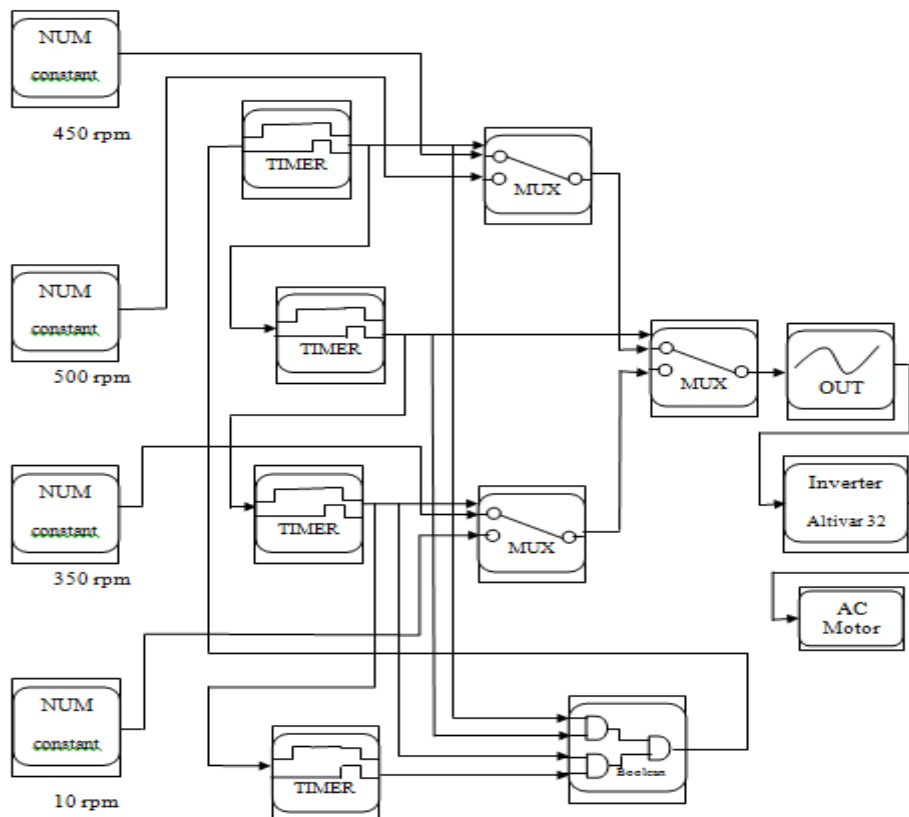 NUM
constant
450 rpm
TIMER
MUX
NUM
constant
500 rpm
TIMER
MUX
OUT
NUM
constant
350 rpm
TIMER
MUX
Inverter
Altivar 32
AC
Motor
NUM
constant
10 rpm
TIMER
Boolean